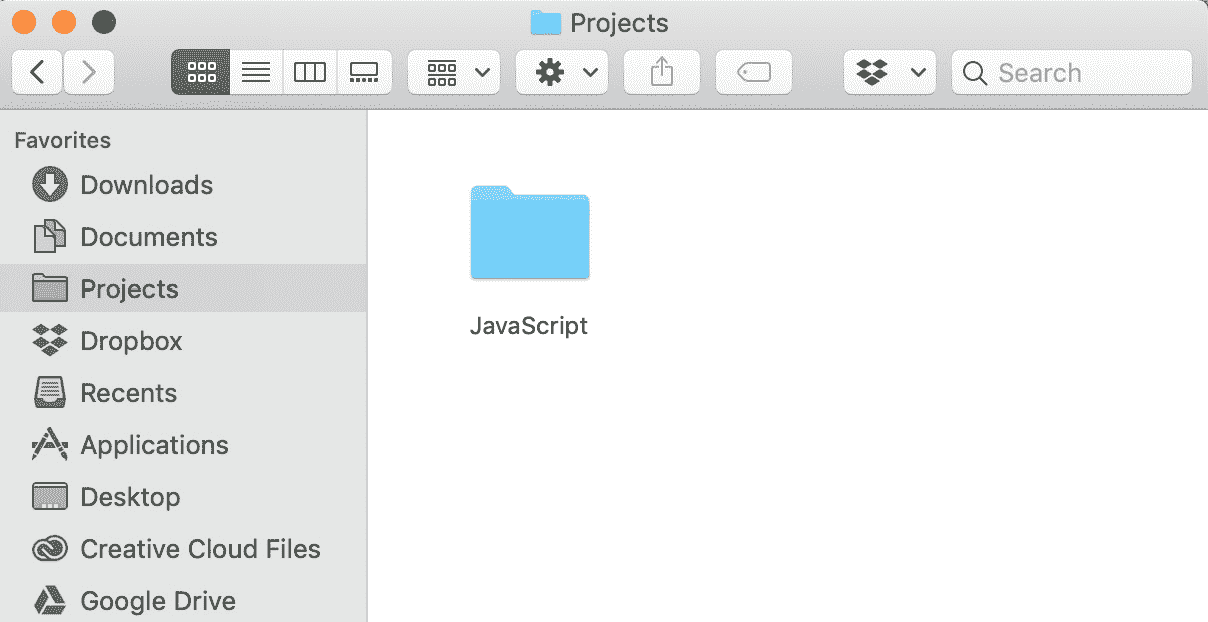 Projects
Search
Favorites
Downloads
Documents
Projects
Dropbox
Recents
Applications
Desktop
Creative Cloud Files
Google Drive
JavaScript